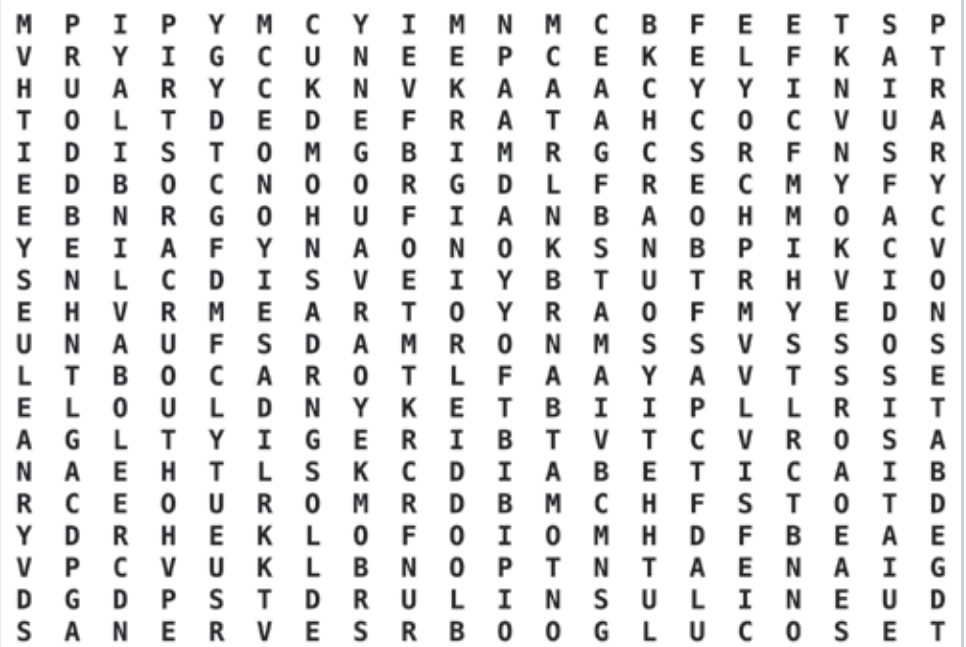 M P I P Y M C Y I M N M C B F E E T S P
V R Y I G C U N E E P C E K E L F K A T
H U A R Y C K N V K A A A C Y Y I N I R
T O L T D E D E F R A T A H C O C V U A
I D I S T O M G B I M R G C S R F N S R
E D B O C N O O R G D L F R E C M Y F Y
E B N R G O H U F I A N B A O H M O A C
Y E I A F Y N A O N O K S N B P I K C V
S N L C D I S V E I Y B T U T R H V I O
E H V R M E A R T O Y R A O F M Y E D N
U N A U F S D A M R O N M S S V S S O S
L T B O C A R O T L F A A Y A V T S S E
E L O U L D N Y K E T B I I P L L R I T
A G L T Y I G E R I B T V T C V R O S A
N A E H T L S K C D I A B E T I C A I B
R C E O U R O M R D B M C H F S T O T D
Y D R H E K L O F O I O M H D F B E A E
V P C V U K L B N O P T N T A E N A I G
D G D P S T D R U L I N S U L I N E U D
S A N E R V E S R B O O G L U C O S E T